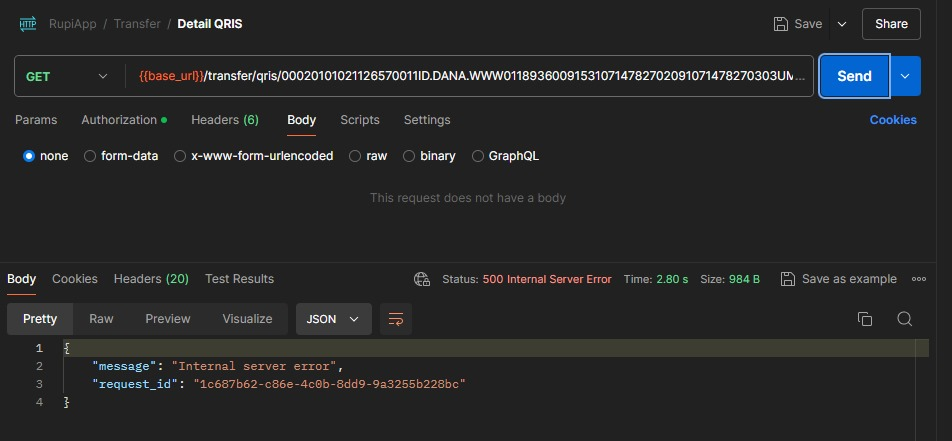 HTTP RupiApp / Transfer / Detail QRIS Save Share
GET {{base_url}}/transfer/qris/00020101021126570011ID.DANA.WWW011893600915310714782702091071478270303UM... Send
Params Authorization Headers (6) Body Scripts Settings Cookies
none form-data x-www-form-urlencoded raw binary GraphQL
This request does not have a body
Body Cookies Headers (20) Test Results Status: 500 Internal Server Error Time: 2.80 s Size: 984 B Save as example
Pretty Raw Preview Visualize JSON
1 {
2 "message": "Internal server error",
3 "request_id": "1c687b62-c86e-4c0b-8dd9-9a3255b228bc"
4 }